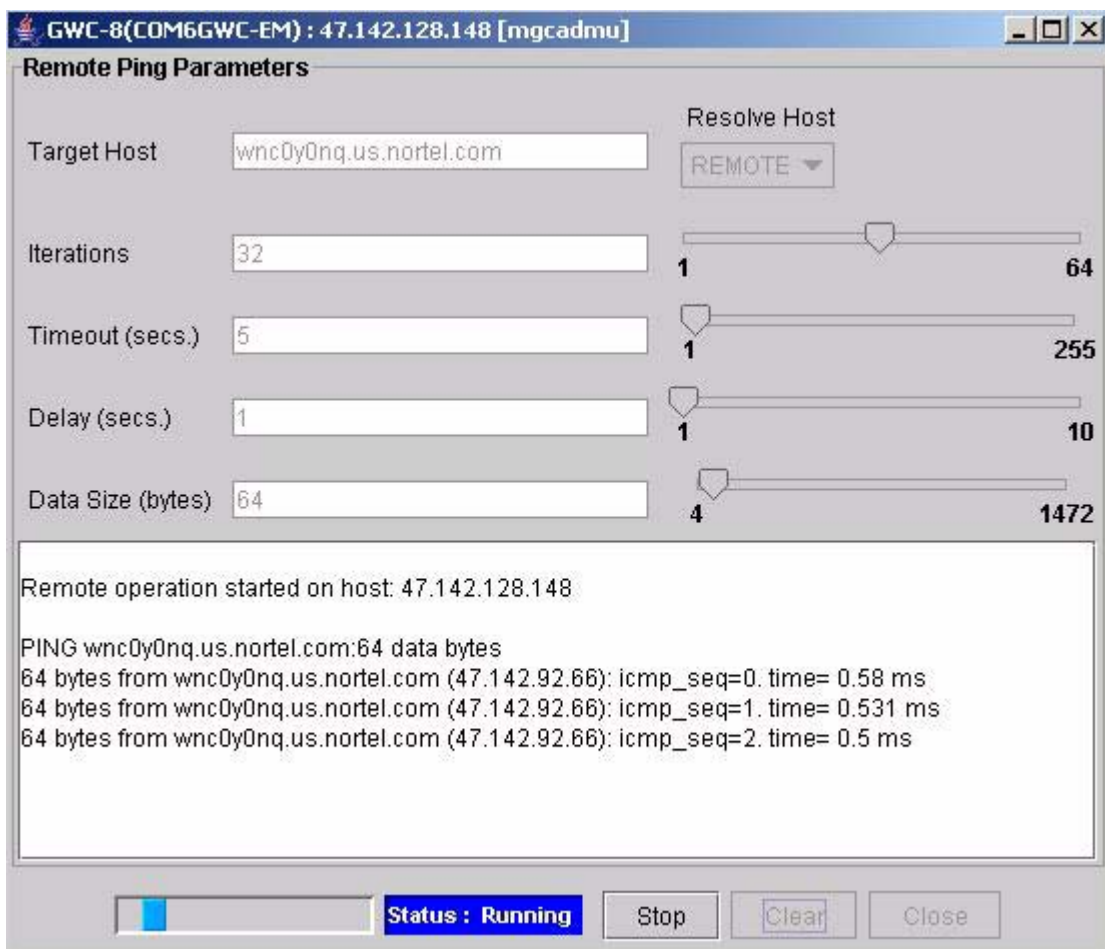 GWC-8(COM6GWC-EM) : 47.142.128.148 [mgcadmu]
Remote Ping Parameters
Resolve Host
Target Host wnc0y0nq.us.nortel.com REMOTE
Iterations 32
1 64
Timeout (secs.) 5
1 255
Delay (secs.) 1
1 10
Data Size (bytes) 64
4 1472
Remote operation started on host: 47.142.128.148
PING wnc0y0nq.us.nortel.com:64 data bytes
64 bytes from wnc0y0nq.us.nortel.com (47.142.92.66): icmp_seq=0. time= 0.58 ms
64 bytes from wnc0y0nq.us.nortel.com (47.142.92.66): icmp_seq=1. time= 0.531 ms
64 bytes from wnc0y0nq.us.nortel.com (47.142.92.66): icmp_seq=2. time= 0.5 ms
Status : Running Stop Clear Close